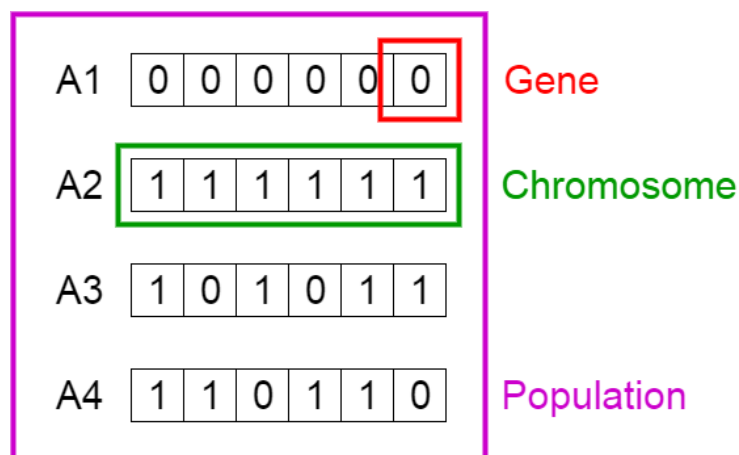 A1 0 0 0 0 0 0 Gene
A2 1 1 1 1 1 1 Chromosome
A3 1 0 1 0 1 1
A4 1 1 0 1 1 0 Population